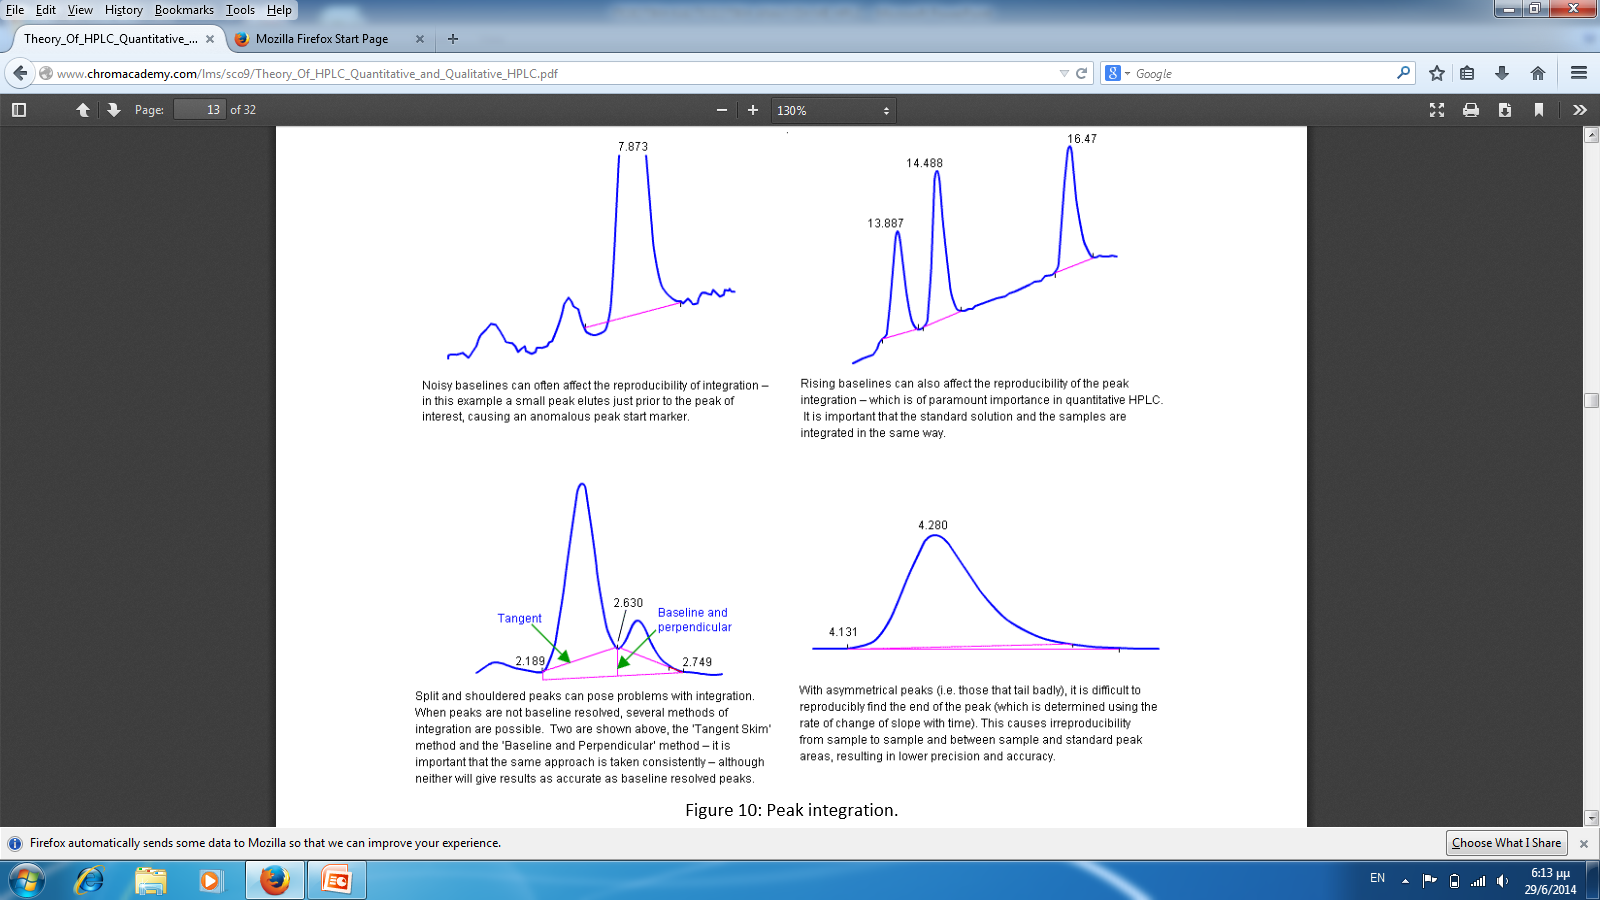 File Edit View History Bookmarks Tools Help
Theory_Of_HPLC_Quantitative_...
Mozilla Firefox Start Page
www.chromacademy.com/lms/sco9/Theory_Of_HPLC_Quantitative_and_Qualitative_HPLC.pdf
Google
Page: 13 of 32
130%
7.873
13.887
14.488
16.47
Noisy baselines can often affect the reproducibility of integration –
in this example a small peak elutes just prior to the peak of
interest, causing an anomalous peak start marker.
Rising baselines can also affect the reproducibility of the peak
integration – which is of paramount importance in quantitative HPLC.
It is important that the standard solution and the samples are
integrated in the same way.
Tangent
2.630
Baseline and
perpendicular
2.189
2.749
4.280
4.131
Split and shouldered peaks can pose problems with integration.
When peaks are not baseline resolved, several methods of
integration are possible. Two are shown above, the 'Tangent Skim'
method and the 'Baseline and Perpendicular' method – it is
important that the same approach is taken consistently – although
neither will give results as accurate as baseline resolved peaks.
With asymmetrical peaks (i.e. those that tail badly), it is difficult to
reproducibly find the end of the peak (which is determined using the
rate of change of slope with time). This causes irreproducibility
from sample to sample and between sample and standard peak
areas, resulting in lower precision and accuracy.
Figure 10: Peak integration.
Firefox automatically sends some data to Mozilla so that we can improve your experience.
Choose What I Share
EN
6:13 μμ
29/6/2014